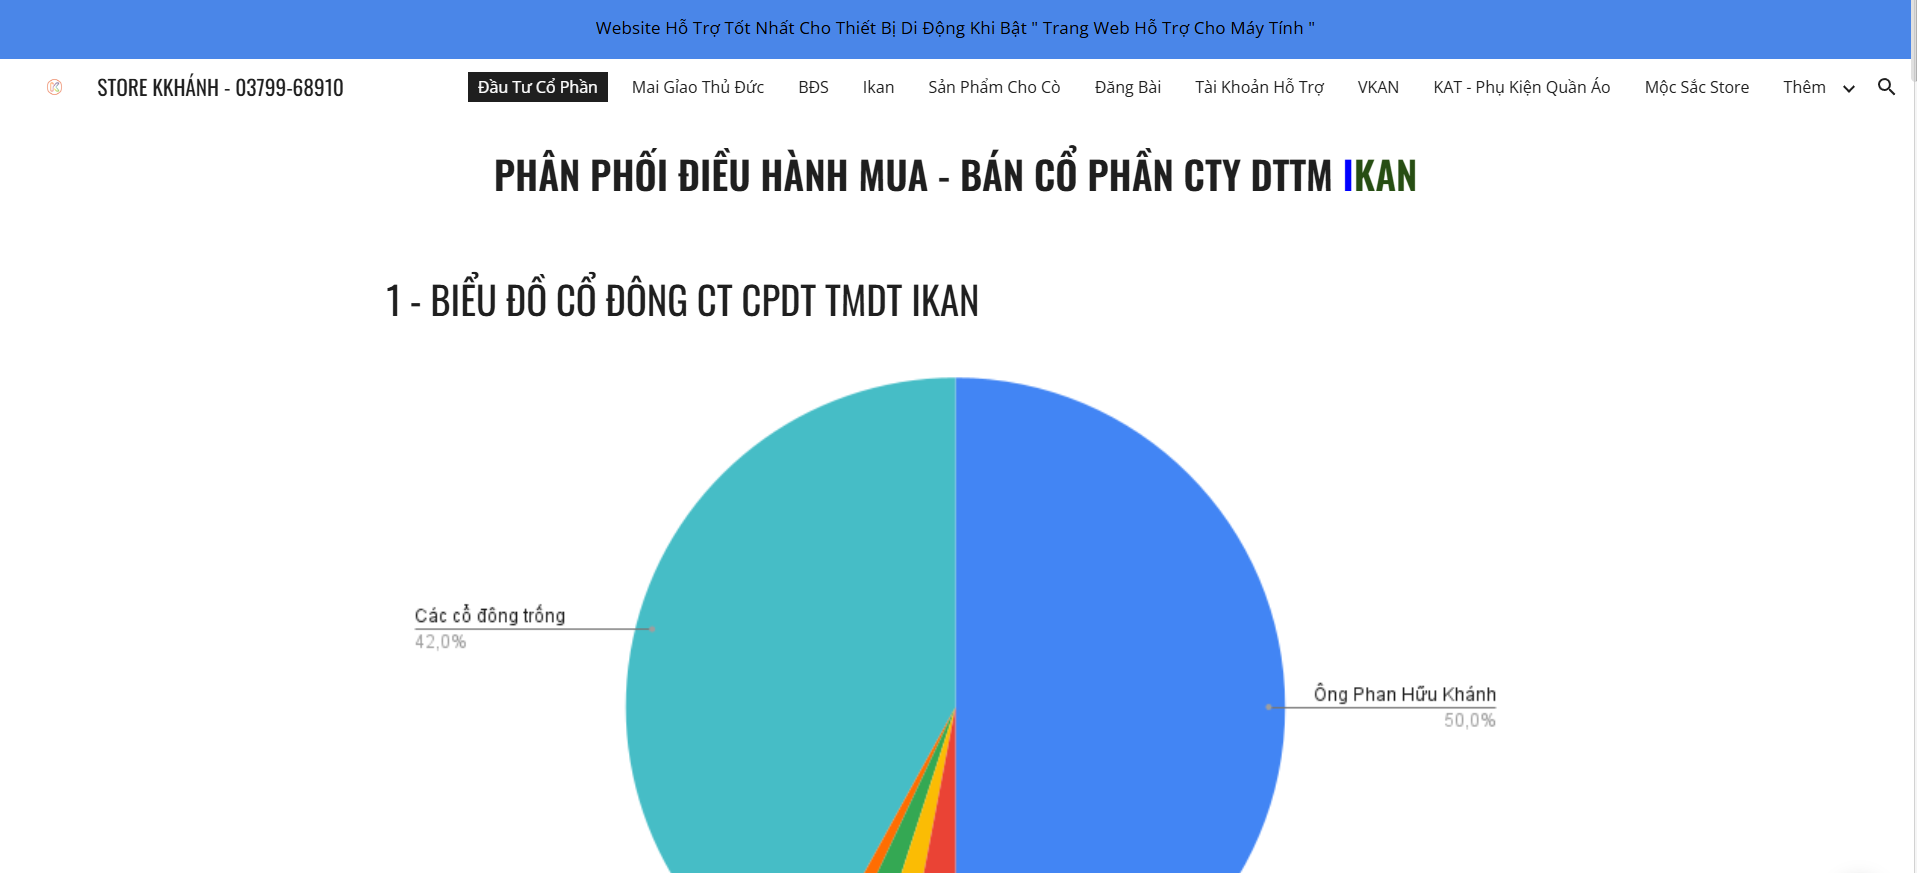 Website Hỗ Trợ Tốt Nhất Cho Thiết Bị Di Động Khi Bật " Trang Web Hỗ Trợ Cho Máy Tính "
STORE KKHÁNH - 03799-68910
Đầu Tư Cổ Phần
Mai Gỉao Thủ Đức
BĐS
Ikan
Sản Phẩm Cho Cò
Đăng Bài
Tài Khoản Hỗ Trợ
VKAN
KAT - Phụ Kiện Quần Áo
Mộc Sắc Store
Thêm
PHÂN PHỐI ĐIỀU HÀNH MUA - BÁN CỔ PHẦN CTY DTTM IKAN
1 - BIỂU ĐỒ CỔ ĐÔNG CT CPDT TMDT IKAN
Các cổ đông trống
42,0%
Ông Phan Hữu Khánh
50,0%